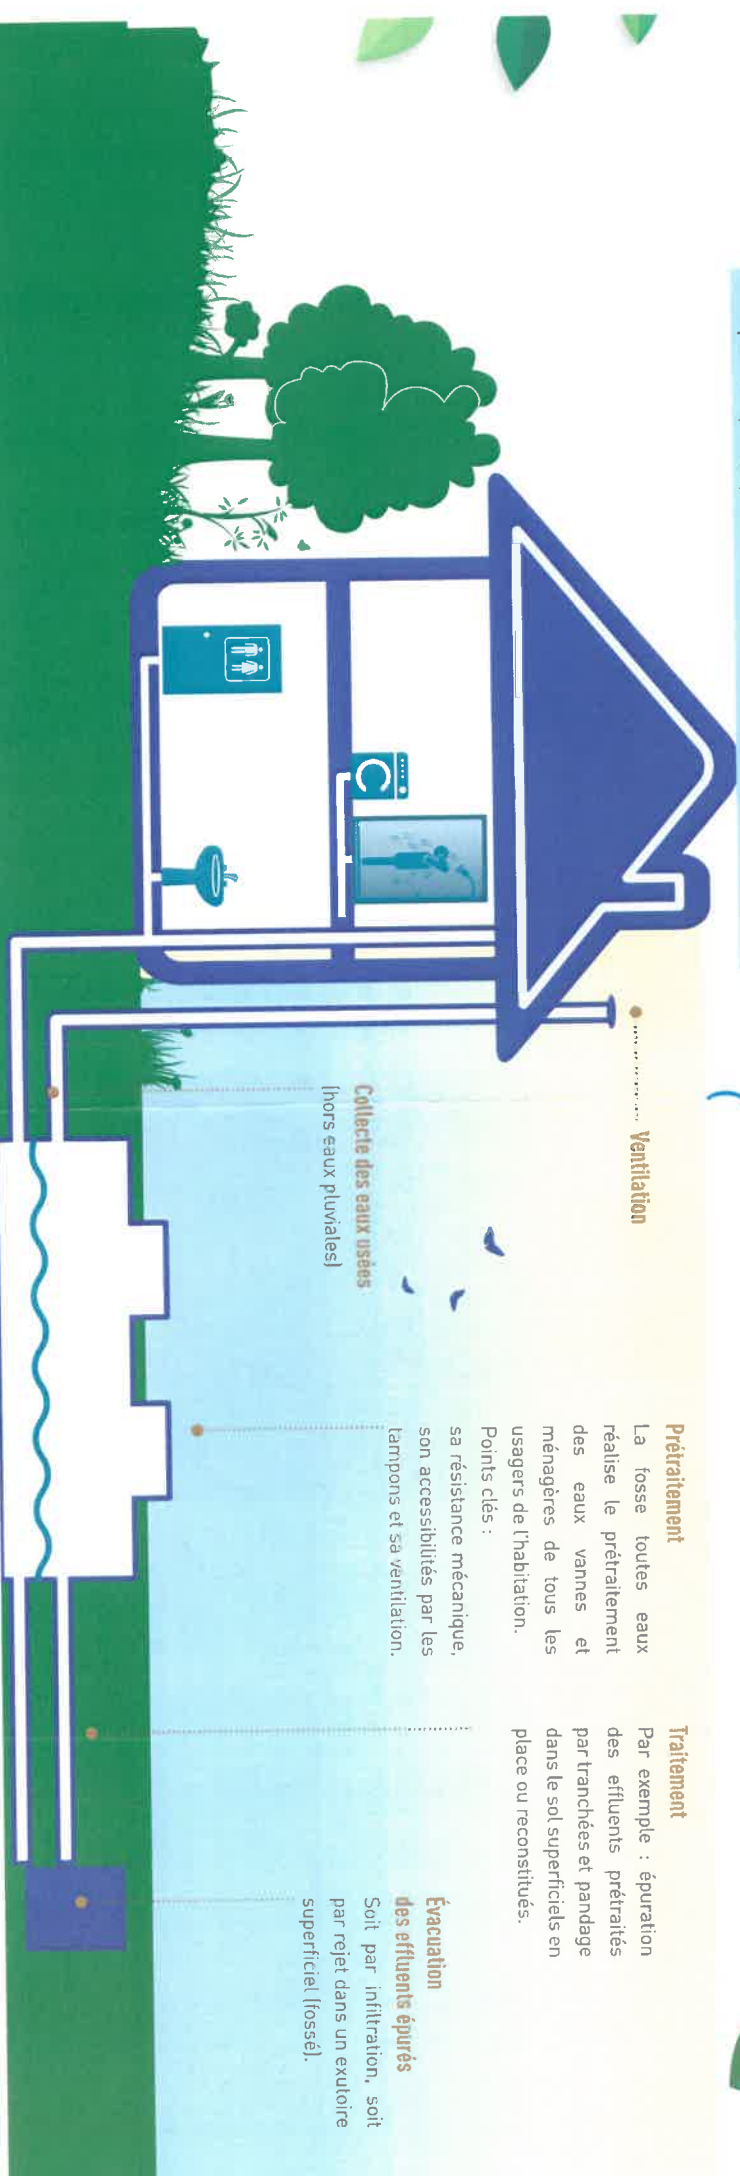 Ventilation
Collecte des eaux usées
(hors eaux pluviales)
Prétraitement
La fosse toutes eaux
réalise le prétraitement
des eaux vannes et
ménagères de tous les
usagers de l'habitation.
Points clés :
sa résistance mécanique,
son accessibilités par les
tampons et sa ventilation.
Traitement
Par exemple : épuration
des effluents prétraités
par tranchées et pandage
dans le sol superficiels en
place ou reconstitués.
Évacuation
des effluents épurés
Soit par infiltration, soit
par rejet dans un exutoire
superficiel (fossé).